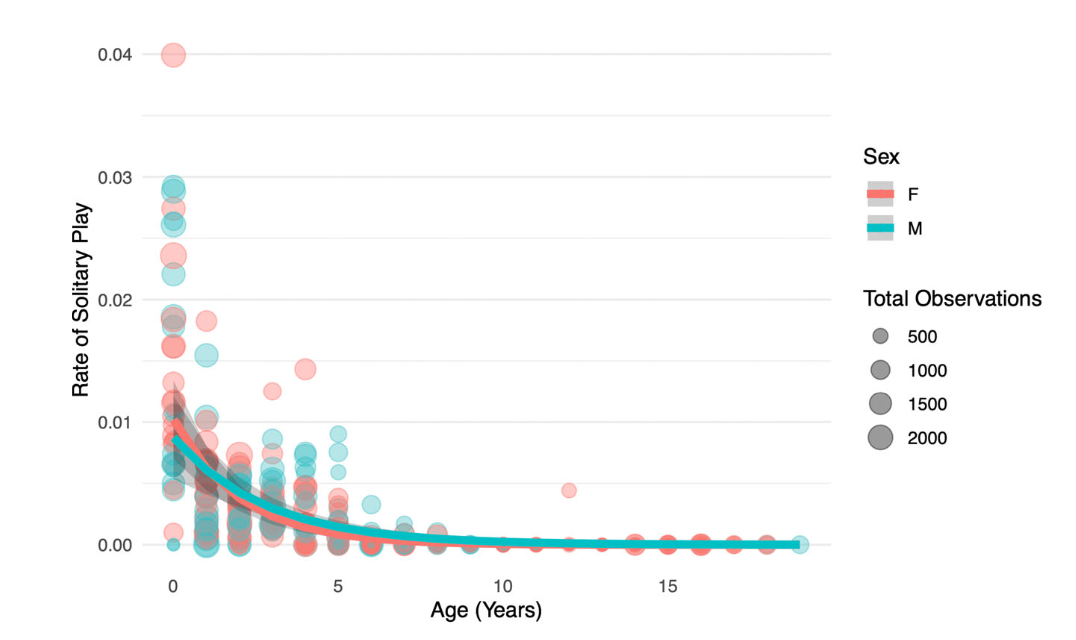 0.04
0.03
0.02
0.01
0.00
Rate of Solitary Play
0 5 10 15
Age (Years)
Sex
F
M
Total Observations
500
1000
1500
2000